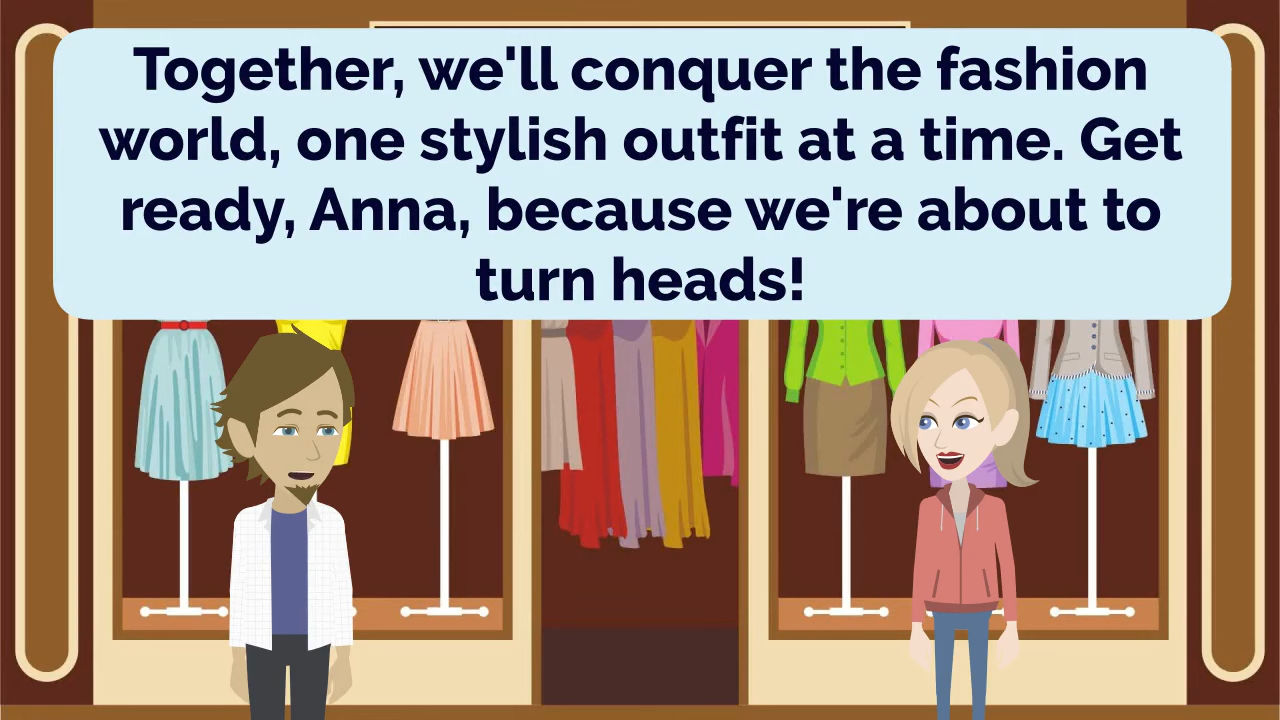 Together, we'll conquer the fashion
world, one stylish outfit at a time. Get
ready, Anna, because we're about to
turn heads!